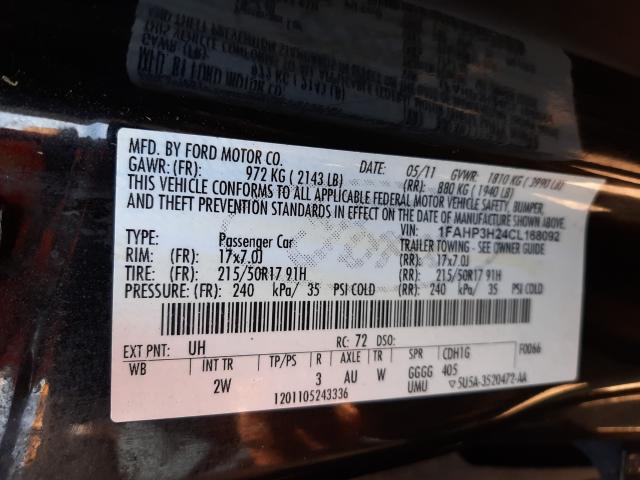 MFD. BY FORD MOTOR CO.
DATE: 05/11 GVWR: 1810 KG ( 3990 LB)
GAWR: (FR): 972 KG ( 2143 LB) (RR): 880 KG ( 1940 LB)
THIS VEHICLE CONFORMS TO ALL APPLICABLE FEDERAL MOTOR VEHICLE SAFETY, BUMPER,
AND THEFT PREVENTION STANDARDS IN EFFECT ON THE DATE OF MANUFACTURE SHOWN ABOVE.
VIN: 1FAHP3H24CL168092
TYPE: Passenger Car TRAILER TOWING - SEE OWNER GUIDE
RIM: (FR): 17x7.0J (RR): 17x7.0J
TIRE: (FR): 215/50R17 91H (RR): 215/50R17 91H
PRESSURE: (FR): 240 kPa/ 35 PSI COLD (RR): 240 kPa/ 35 PSI COLD
EXT PNT: UH RC: 72 DSO: F0066
WB INT TR TP/PS R AXLE TR SPR CDH1G
2W 3 AU W GGGG 405
UMU ▽5U5A-3520472-AA
1201105243336